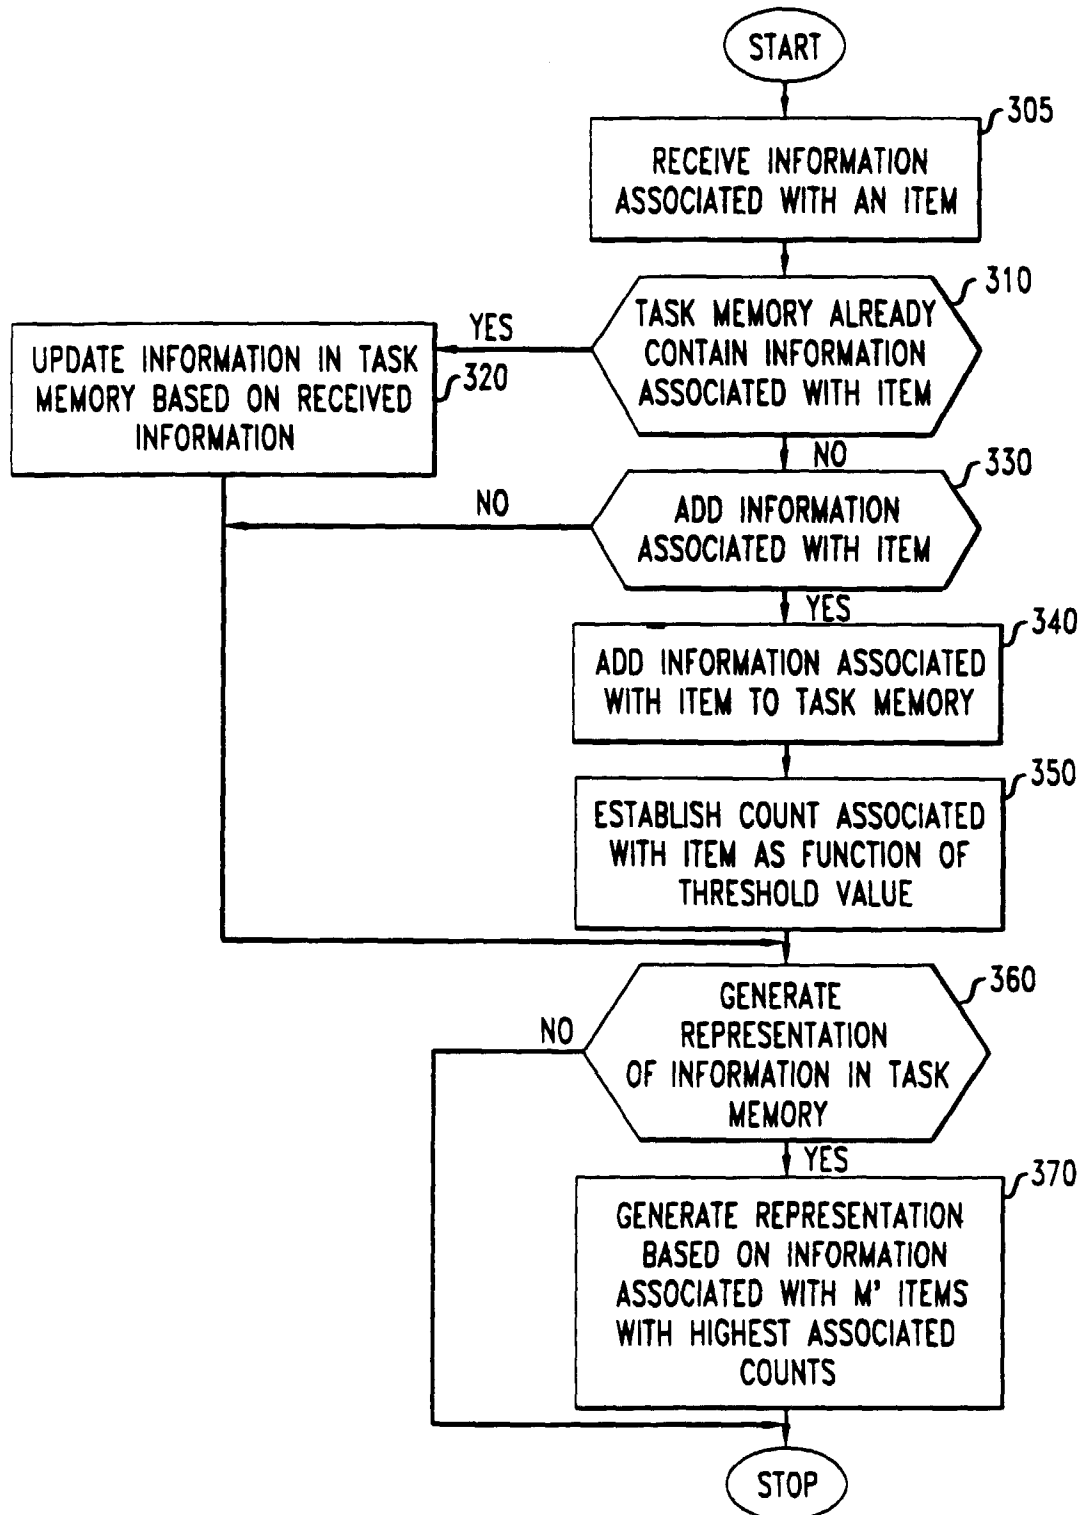 START
305
RECEIVE INFORMATION
ASSOCIATED WITH AN ITEM
310
TASK MEMORY ALREADY
CONTAIN INFORMATION
ASSOCIATED WITH ITEM
YES
UPDATE INFORMATION IN TASK
MEMORY BASED ON RECEIVED
INFORMATION
320
NO
330
ADD INFORMATION
ASSOCIATED WITH ITEM
NO
YES
340
ADD INFORMATION ASSOCIATED
WITH ITEM TO TASK MEMORY
350
ESTABLISH COUNT ASSOCIATED
WITH ITEM AS FUNCTION OF
THRESHOLD VALUE
360
GENERATE
REPRESENTATION
OF INFORMATION IN TASK
MEMORY
NO
YES
370
GENERATE REPRESENTATION
BASED ON INFORMATION
ASSOCIATED WITH M' ITEMS
WITH HIGHEST ASSOCIATED
COUNTS
STOP